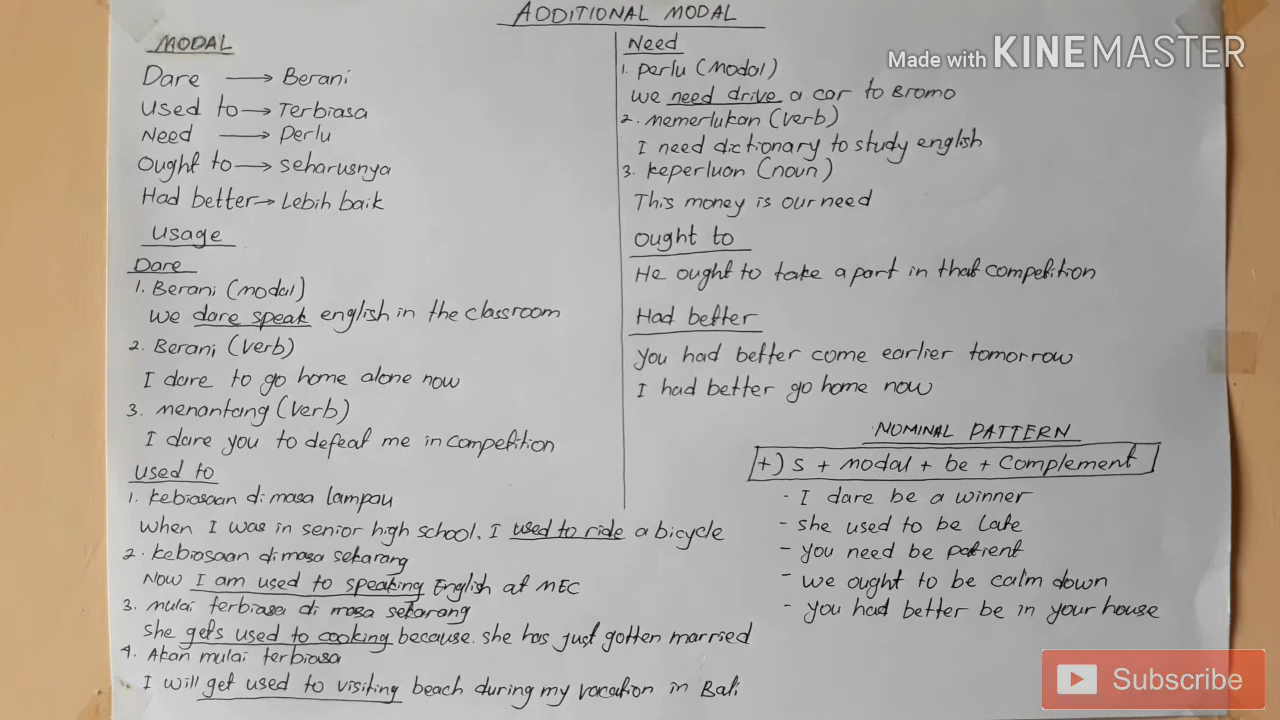 ADDITIONAL MODAL
MODAL
Dare → Berani
Used to → Terbiasa
Need → Perlu
Ought to → seharusnya
Had better → Lebih baik
Usage
Dare
1. Berani (modal)
We dare speak english in the classroom
2. Berani (Verb)
I dare to go home alone now
3. menantang (verb)
I dare you to defeat me in competition
Used to
1. kebiasaan di masa lampau
When I was in senior high school, I used to ride a bicycle
2. kebiasaan di masa sekarang
Now I am used to speaking English at MEC
3. mulai terbiasa di masa sekarang
She gets used to cooking because she has just gotten married
4. Akan mulai terbiasa
I will get used to visiting beach during my vacation in Bali
Need
1. perlu (modal)
We need drive a car to Bromo
2. memerlukan (verb)
I need dictionary to study english
3. keperluan (noun)
This money is our need
Ought to
He ought to take apart in that competition
Had better
You had better come earlier tomorrow
I had better go home now
NOMINAL PATTERN
+) S + modal + be + Complement
- I dare be a winner
- she used to be late
- you need be patient
- we ought to be calm down
- you had better be in your house
Made with KINEMASTER
Subscribe